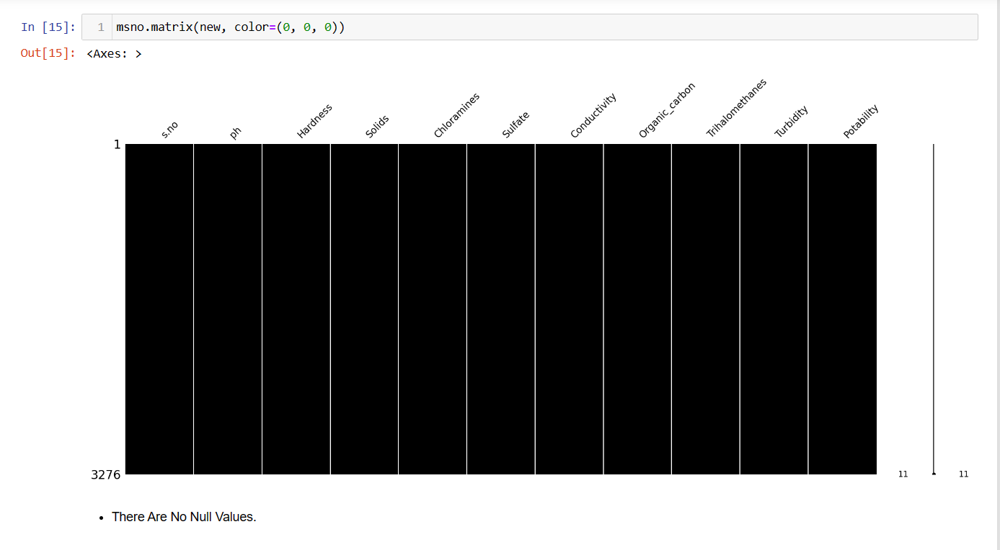 In [15]: 1 msno.matrix(new, color=(0, 0, 0))
Out[15]: <Axes: >
s.no ph Hardness Solids Chloramines Sulfate Conductivity Organic_carbon Trihalomethanes Turbidity Potability
1
3276 11 11
• There Are No Null Values.